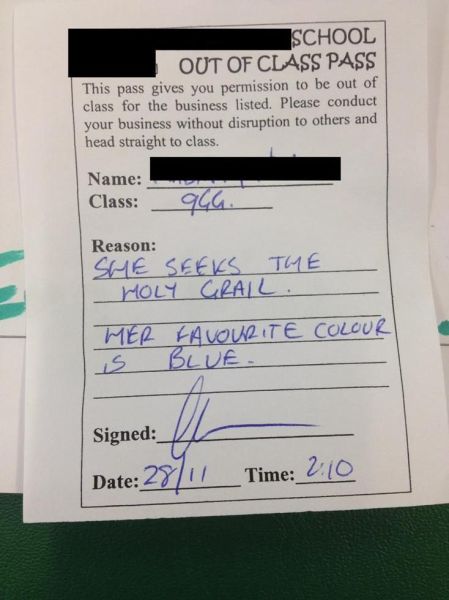 SCHOOL
OUT OF CLASS PASS
This pass gives you permission to be out of
class for the business listed. Please conduct
your business without disruption to others and
head straight to class.
Name:
Class: 9GG.
Reason:
SHE SEEKS THE
HOLY GRAIL.
HER FAVOURITE COLOUR
IS BLUE.
Signed:
Date: 28/11 Time: 2:10